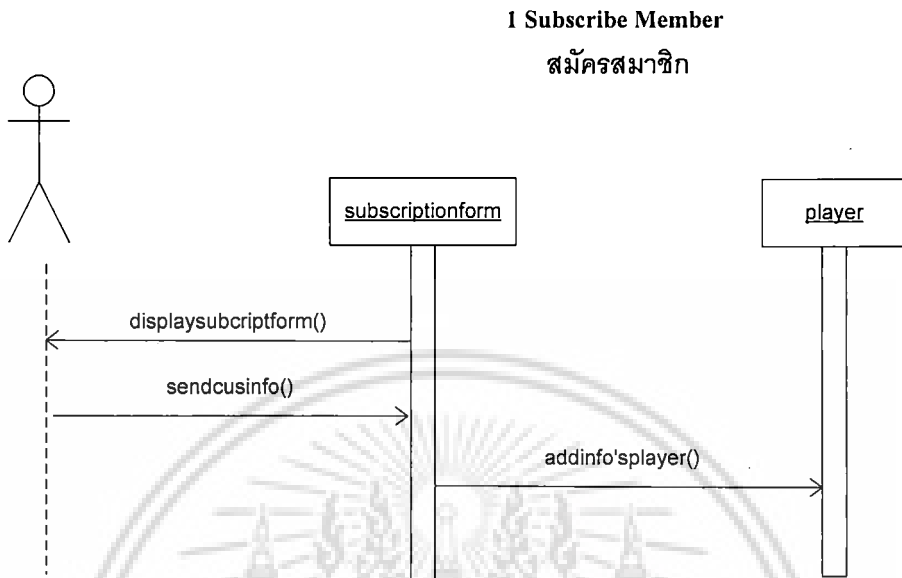 1 Subscribe Member
สมัครสมาชิก
subscriptionform
player
displaysubcriptform()
sendcusinfo()
addinfo'splayer()